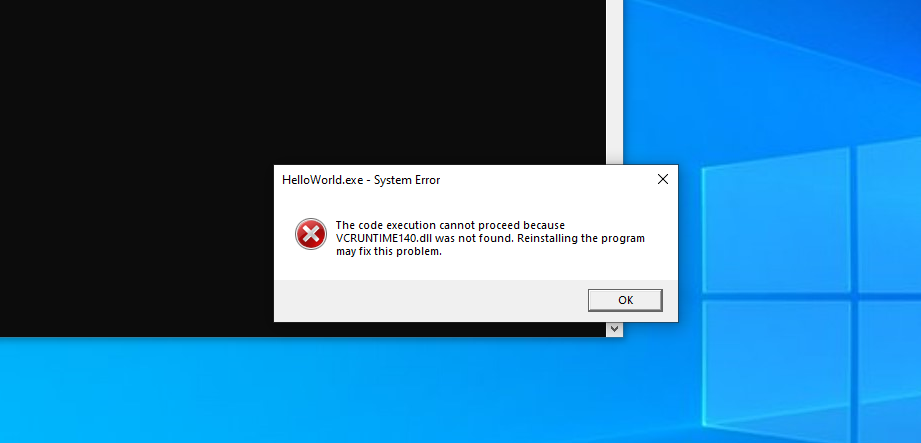 HelloWorld.exe - System Error
The code execution cannot proceed because
VCRUNTIME140.dll was not found. Reinstalling the program
may fix this problem.
OK